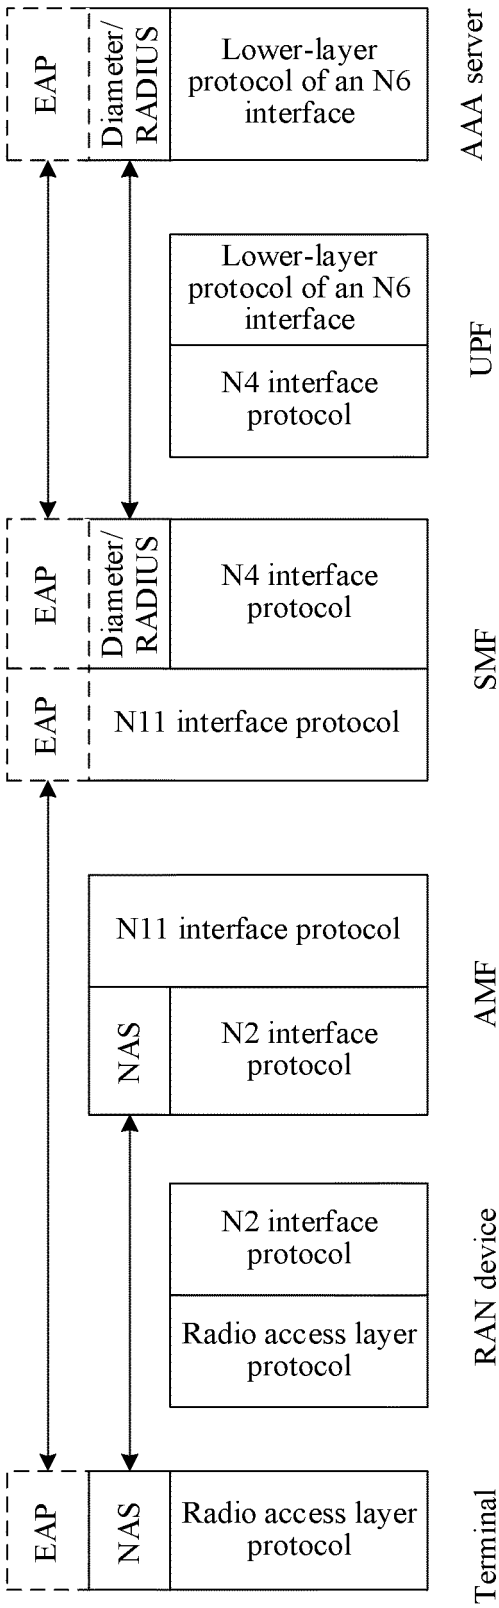 EAP
Diameter/
RADIUS
Lower-layer
protocol of an N6
interface
AAA server
Lower-layer
protocol of an N6
interface
N4 interface
protocol
UPF
EAP
Diameter/
RADIUS
N4 interface
protocol
EAP
N11 interface protocol
SMF
N11 interface protocol
NAS
N2 interface
protocol
AMF
N2 interface
protocol
Radio access layer
protocol
RAN device
EAP
NAS
Radio access layer
protocol
Terminal